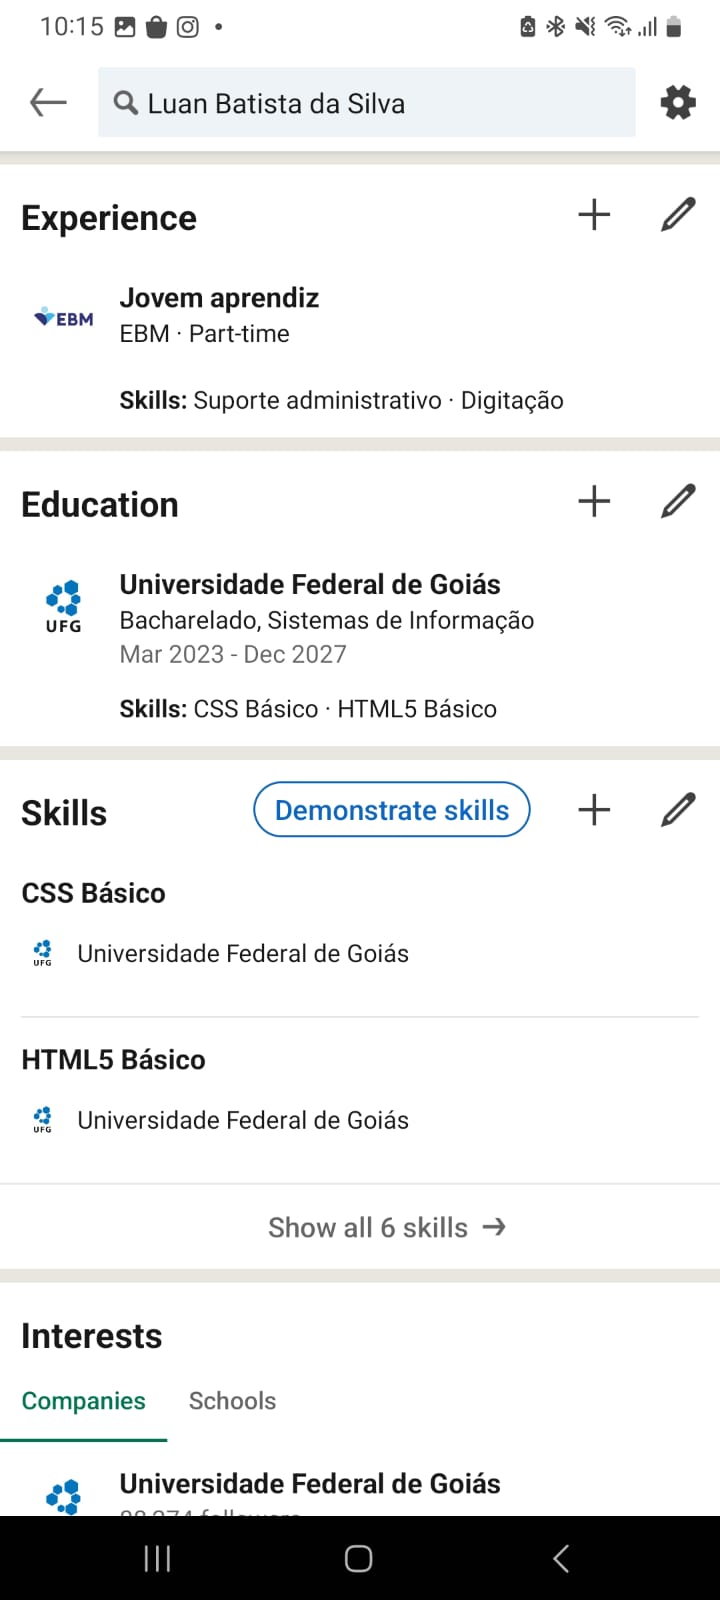 10:15
Luan Batista da Silva
Experience
EBM
Jovem aprendiz
EBM · Part-time
Skills: Suporte administrativo · Digitação
Education
UFG
Universidade Federal de Goiás
Bacharelado, Sistemas de Informação
Mar 2023 - Dec 2027
Skills: CSS Básico · HTML5 Básico
Skills
Demonstrate skills
CSS Básico
UFG
Universidade Federal de Goiás
HTML5 Básico
UFG
Universidade Federal de Goiás
Show all 6 skills →
Interests
Companies
Schools
Universidade Federal de Goiás